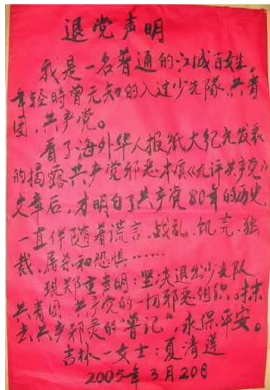 退党声明
我是一名普通的江城百姓,
年轻时曾无知的入过少先隊,共青
团,共产党。
看了海外华人报纸大纪元发表
的揭露共产党邪恶本质《九评共产党》
文章后,才明白了共产党80年的历史,
一直伴随着谎言,战乱,饥荒,独
裁,屠杀和恐惧……
现郑重声明:坚决退出少先队
共青团,共产党的一切邪恶组织。抹
去共产邪灵的“兽记”,永保平安。
吉林一女士:夏清莲
2005年3月20日